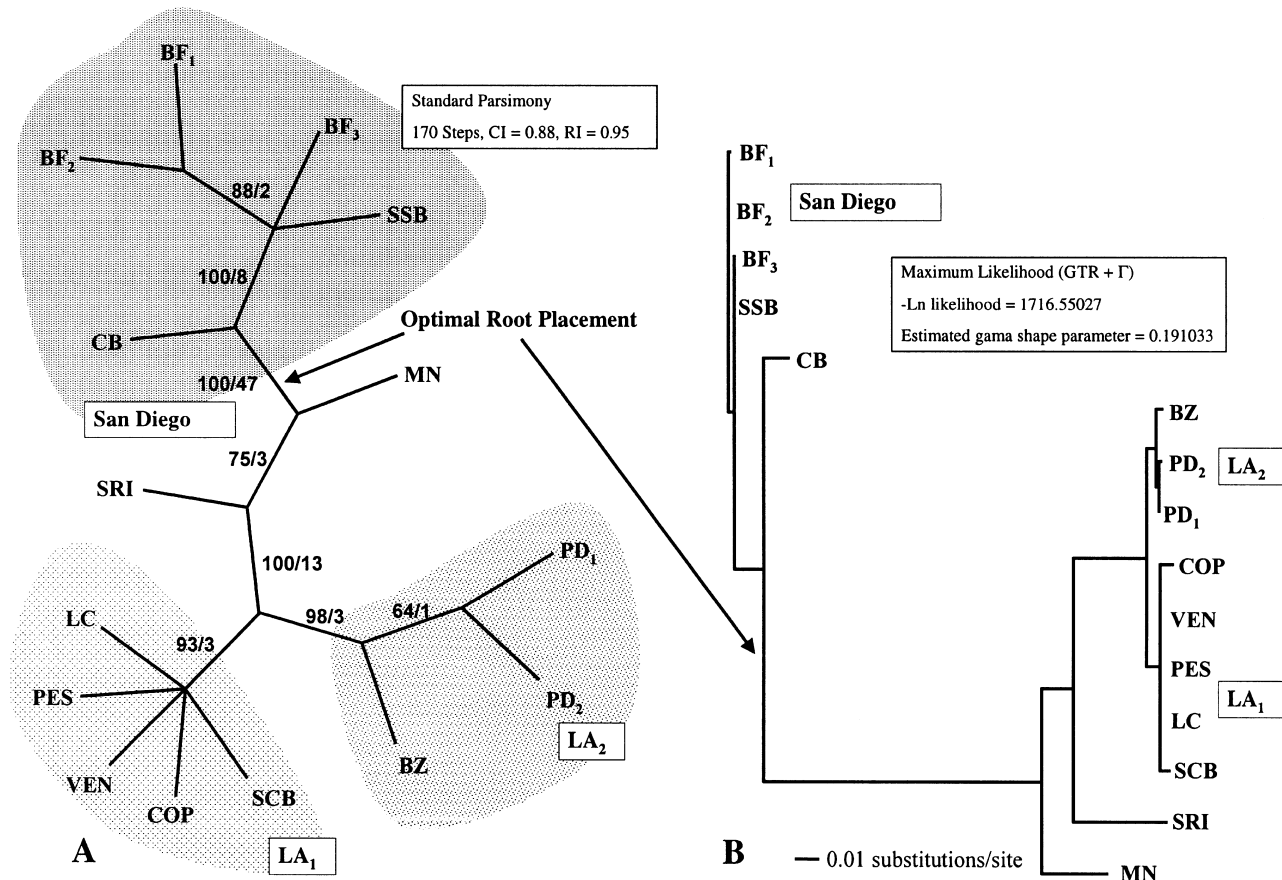 BF1
BF2
BF3
SSB
88/2
100/8
CB
100/47
San Diego
Standard Parsimony
170 Steps, CI = 0.88, RI = 0.95
Optimal Root Placement
MN
75/3
SRI
100/13
98/3
64/1
PD1
PD2
BZ
LA2
93/3
LC
PES
VEN
COP
SCB
LA1
A
BF1
BF2
San Diego
BF3
SSB
CB
Maximum Likelihood (GTR + Γ)
-Ln likelihood = 1716.55027
Estimated gama shape parameter = 0.191033
BZ
PD2
LA2
PD1
COP
VEN
PES
LA1
LC
SCB
SRI
MN
B
0.01 substitutions/site